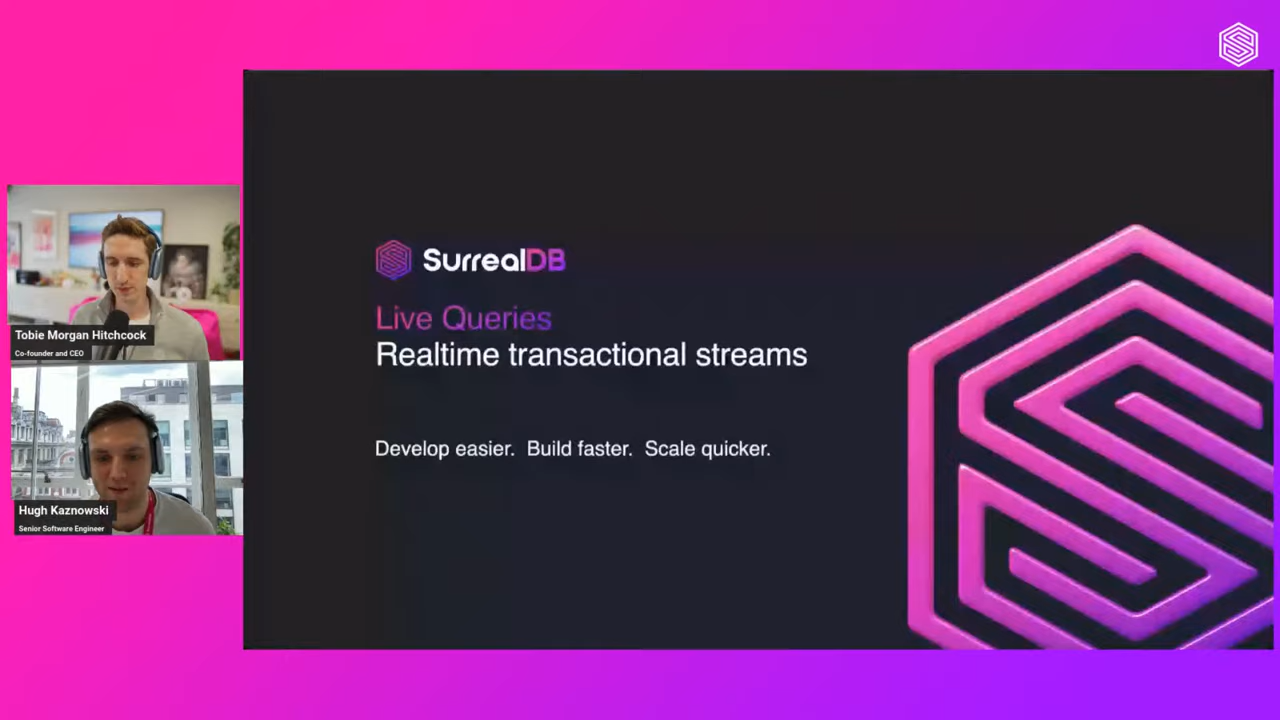 Tobie Morgan Hitchcock
Co-founder and CEO
Hugh Kaznowski
Senior Software Engineer
SurrealDB
Live Queries
Realtime transactional streams
Develop easier. Build faster. Scale quicker.